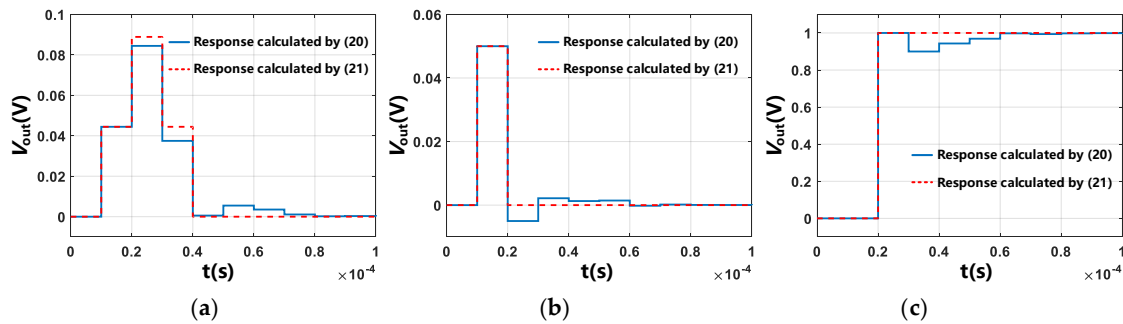 0.1
0.08
0.06
0.04
0.02
0
V_out(V)
Response calculated by (20)
Response calculated by (21)
0 0.2 0.4 0.6 0.8 1
t(s)
×10^-4
(a)
0.06
0.04
0.02
0
V_out(V)
Response calculated by (20)
Response calculated by (21)
0 0.2 0.4 0.6 0.8 1
t(s)
×10^-4
(b)
1
0.8
0.6
0.4
0.2
0
V_out(V)
Response calculated by (20)
Response calculated by (21)
0 0.2 0.4 0.6 0.8 1
t(s)
×10^-4
(c)